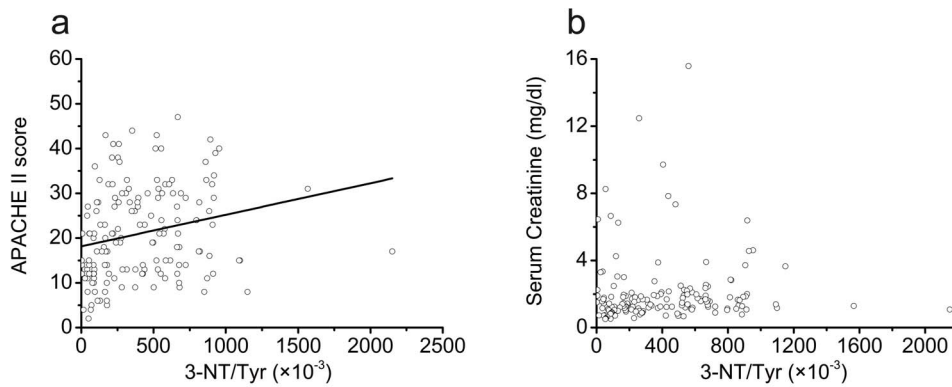 a
60
50
40
30
20
10
0
APACHE II score
0 500 1000 1500 2000 2500
3-NT/Tyr (×10⁻³)
b
16
12
8
4
0
Serum Creatinine (mg/dl)
0 400 800 1200 1600 2000
3-NT/Tyr (×10⁻³)